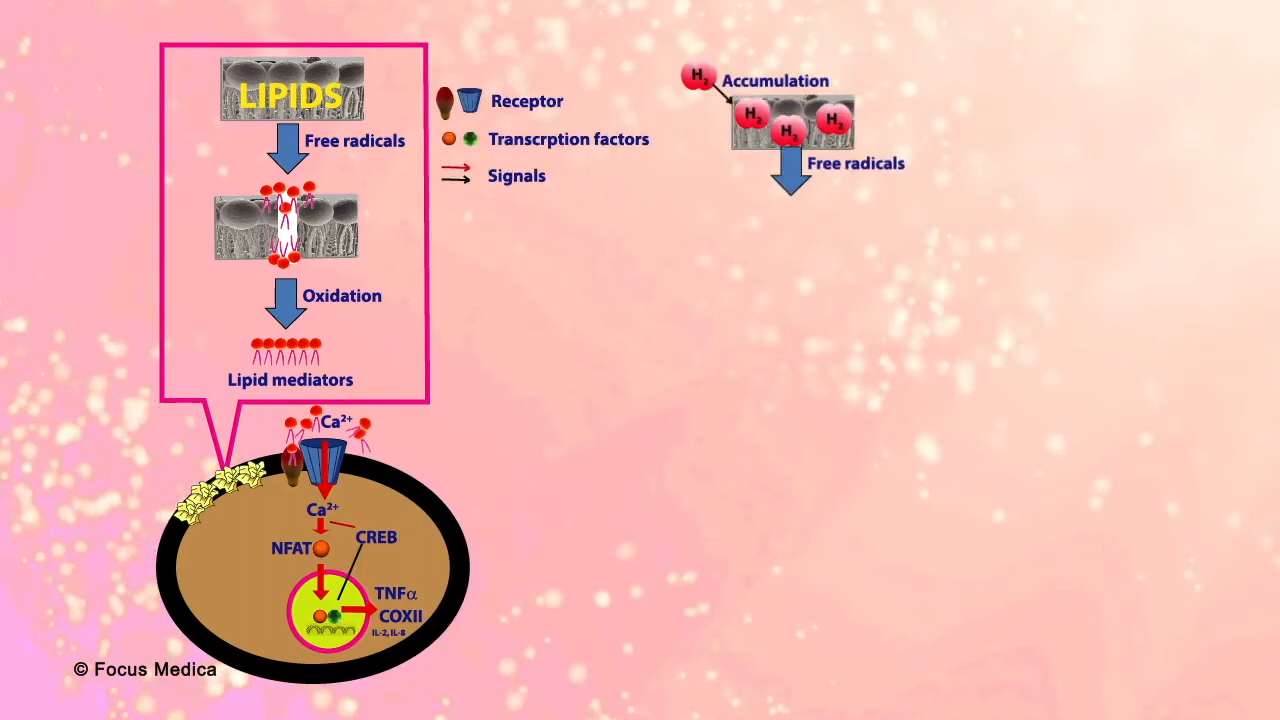 LIPIDS
Free radicals
Oxidation
Lipid mediators
Receptor
Transcrption factors
Signals
H₂
Accumulation
H₂
H₂
H₂
Free radicals
Ca²⁺
Ca²⁺
CREB
NFAT
TNFα
COXII
IL-2, IL-8
© Focus Medica